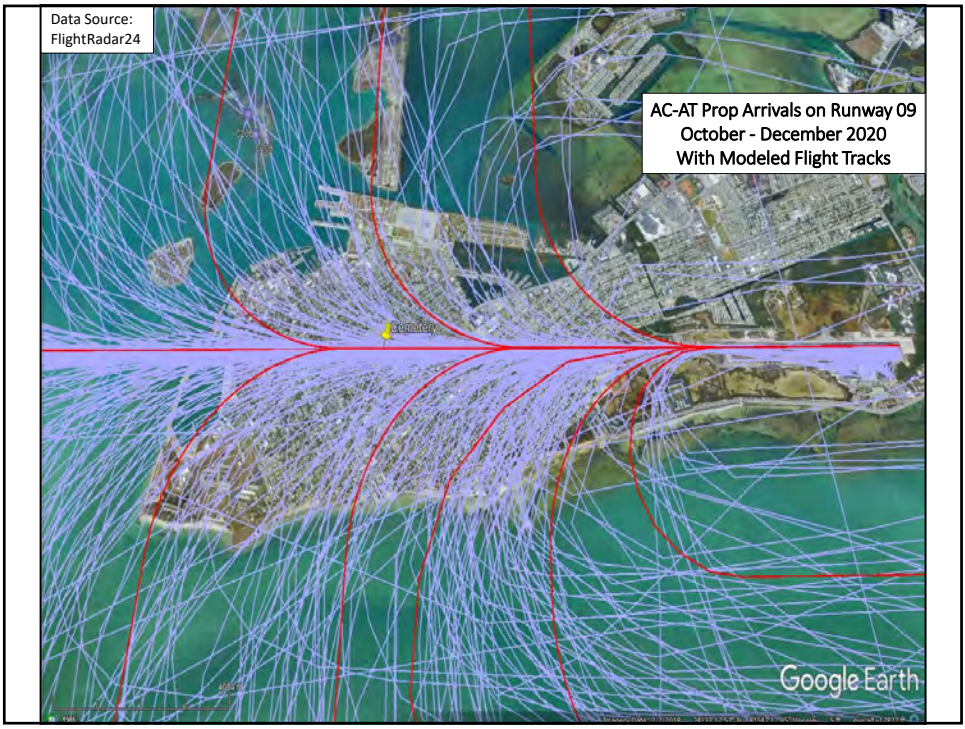 Data Source:
FlightRadar24
AC-AT Prop Arrivals on Runway 09
October - December 2020
With Modeled Flight Tracks
Cemetery
Google Earth